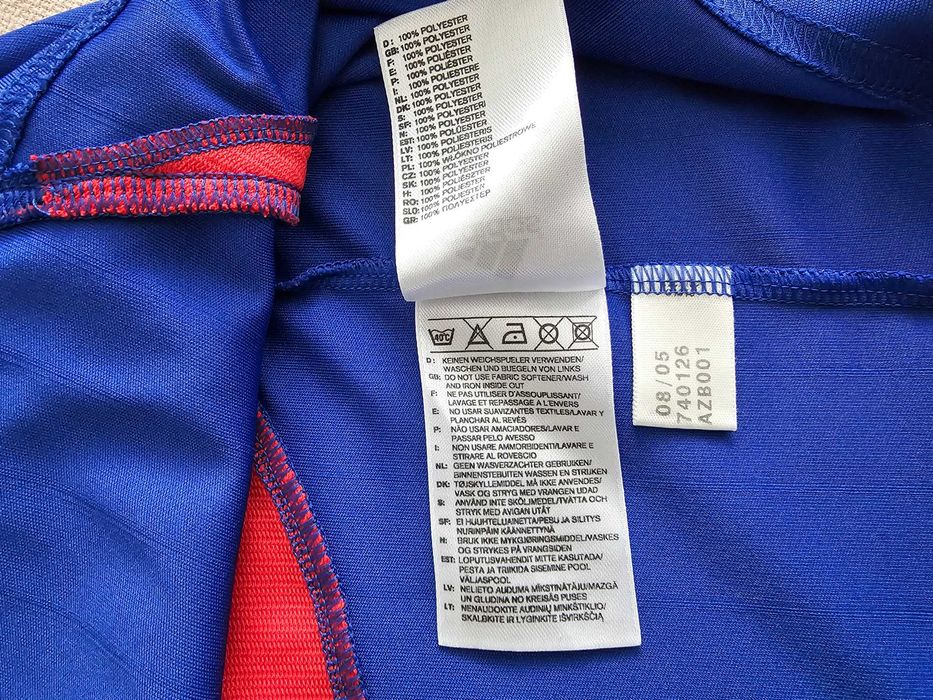 D: 100% POLYESTER
GB: 100% POLYESTER
F: 100% POLYESTER
E: 100% POLIÉSTER
P: 100% POLIÉSTER
I: 100% POLIESTERE
NL: 100% POLYESTER
DK: 100% POLYESTER
S: 100% POLYESTER
SF: 100% POLYESTERI
N: 100% POLYESTER
EST: 100% POLÜESTER
LV: 100% POLIESTERIS
LT: 100% POLIESTERIS
PL: 100% WŁÓKNO POLIESTROWE
CZ: 100% POLYESTER
SK: 100% POLYESTER
H: 100% POLIÉSZTER
RO: 100% POLIESTER
SLO: 100% POLIESTER
GR: 100% ΠΟΛΥΕΣΤΕΡ
40°C
D: KEINEN WEICHSPUELER VERWENDEN/
WASCHEN UND BUEGELN VON LINKS
GB: DO NOT USE FABRIC SOFTENER/WASH
AND IRON INSIDE OUT
F: NE PAS UTILISER D'ASSOUPLISSANT/
LAVAGE ET REPASSAGE A L'ENVERS
E: NO USAR SUAVIZANTES TEXTILES/LAVAR Y
PLANCHAR AL REVÉS
P: NÃO USAR AMACIADORES/LAVAR E
PASSAR PELO AVESSO
I: NON USARE AMMORBIDENTI/LAVARE E
STIRARE AL ROVESCIO
NL: GEEN WASVERZACHTER GEBRUIKEN/
BINNENSTEBUITEN WASSEN EN STRIJKEN
DK: TØJSKYLLEMIDDEL MÅ IKKE ANVENDES/
VASK OG STRYG MED VRANGEN UDAD
S: ANVÄND INTE SKÖLJMEDEL/TVÄTTA OCH
STRYK MED AVIGAN UTÅT
SF: EI HUUHTELUAINETTA/PESU JA SILITYS
NURINPÄIN KÄÄNNETTYNÄ
N: BRUK IKKE MYKGJØRINGSMIDDEL/VASKES
OG STRYKES PÅ VRANGSIDEN
EST: LOPUTUSVAHENDIT MITTE KASUTADA/
PESTA JA TRIIKIDA SISEMINE POOL
VÄLJASPOOL
LV: NELIETO AUDUMA MĪKSTINĀTĀJU/MAZGĀ
UN GLUDINA NO KREISĀS PUSES
LT: NENAUDOKITE AUDINIŲ MINKŠTIKLIO/
SKALBKITE IR LYGINKITE IŠVIRKŠČIĄ
08/05
740126
AZB001